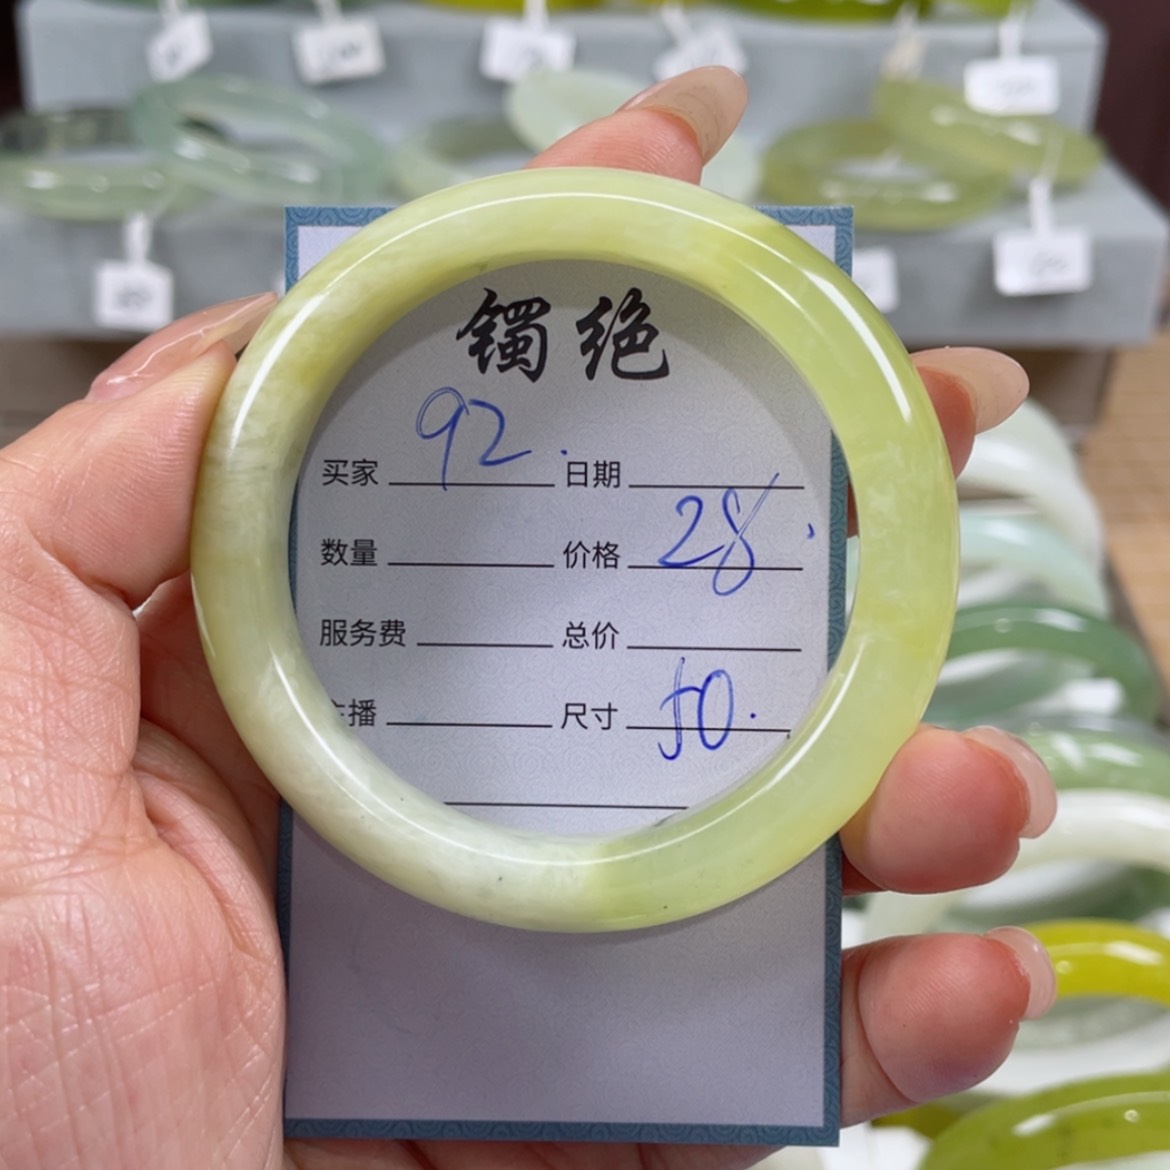 镯绝
买家 92. 日期
数量 价格 28.
服务费 总价
主播 尺寸 50.